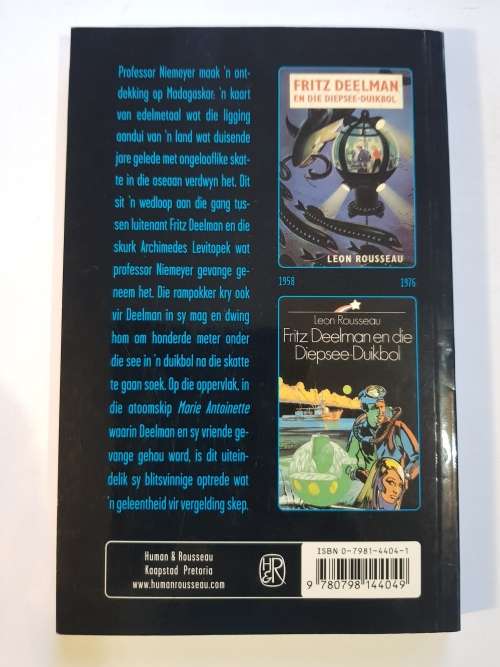 Professor Niemeyer maak 'n ont-
dekking op Madagaskar: 'n kaart
van edelmetaal wat die ligging
aandui van 'n land wat duisende
jare gelede met ongelooflike skat-
te in die oseaan verdwyn het. Dit
sit 'n wedloop aan die gang tus-
sen luitenant Fritz Deelman en die
skurk Archimedes Levitopek wat
professor Niemeyer gevange ge-
neem het. Die rampokker kry ook
vir Deelman in sy mag en dwing
hom om honderde meter onder
die see in 'n duikbol na die skatte
te gaan soek. Op die oppervlak, in
die atoomskip Marie Antoinette
waarin Deelman en sy vriende ge-
vange gehou word, is dit uitein-
delik sy blitsvinnige optrede wat
'n geleentheid vir vergelding skep.
FRITZ DEELMAN
EN DIE DIEPSEE-DUIKBOL
LEON ROUSSEAU
1958 1976
Leon Rousseau
Fritz Deelman en die
Diepsee-Duikbol
Human & Rousseau
Kaapstad Pretoria
www.humanrousseau.com
H&R
ISBN 0-7981-4404-1
9 780798 144049